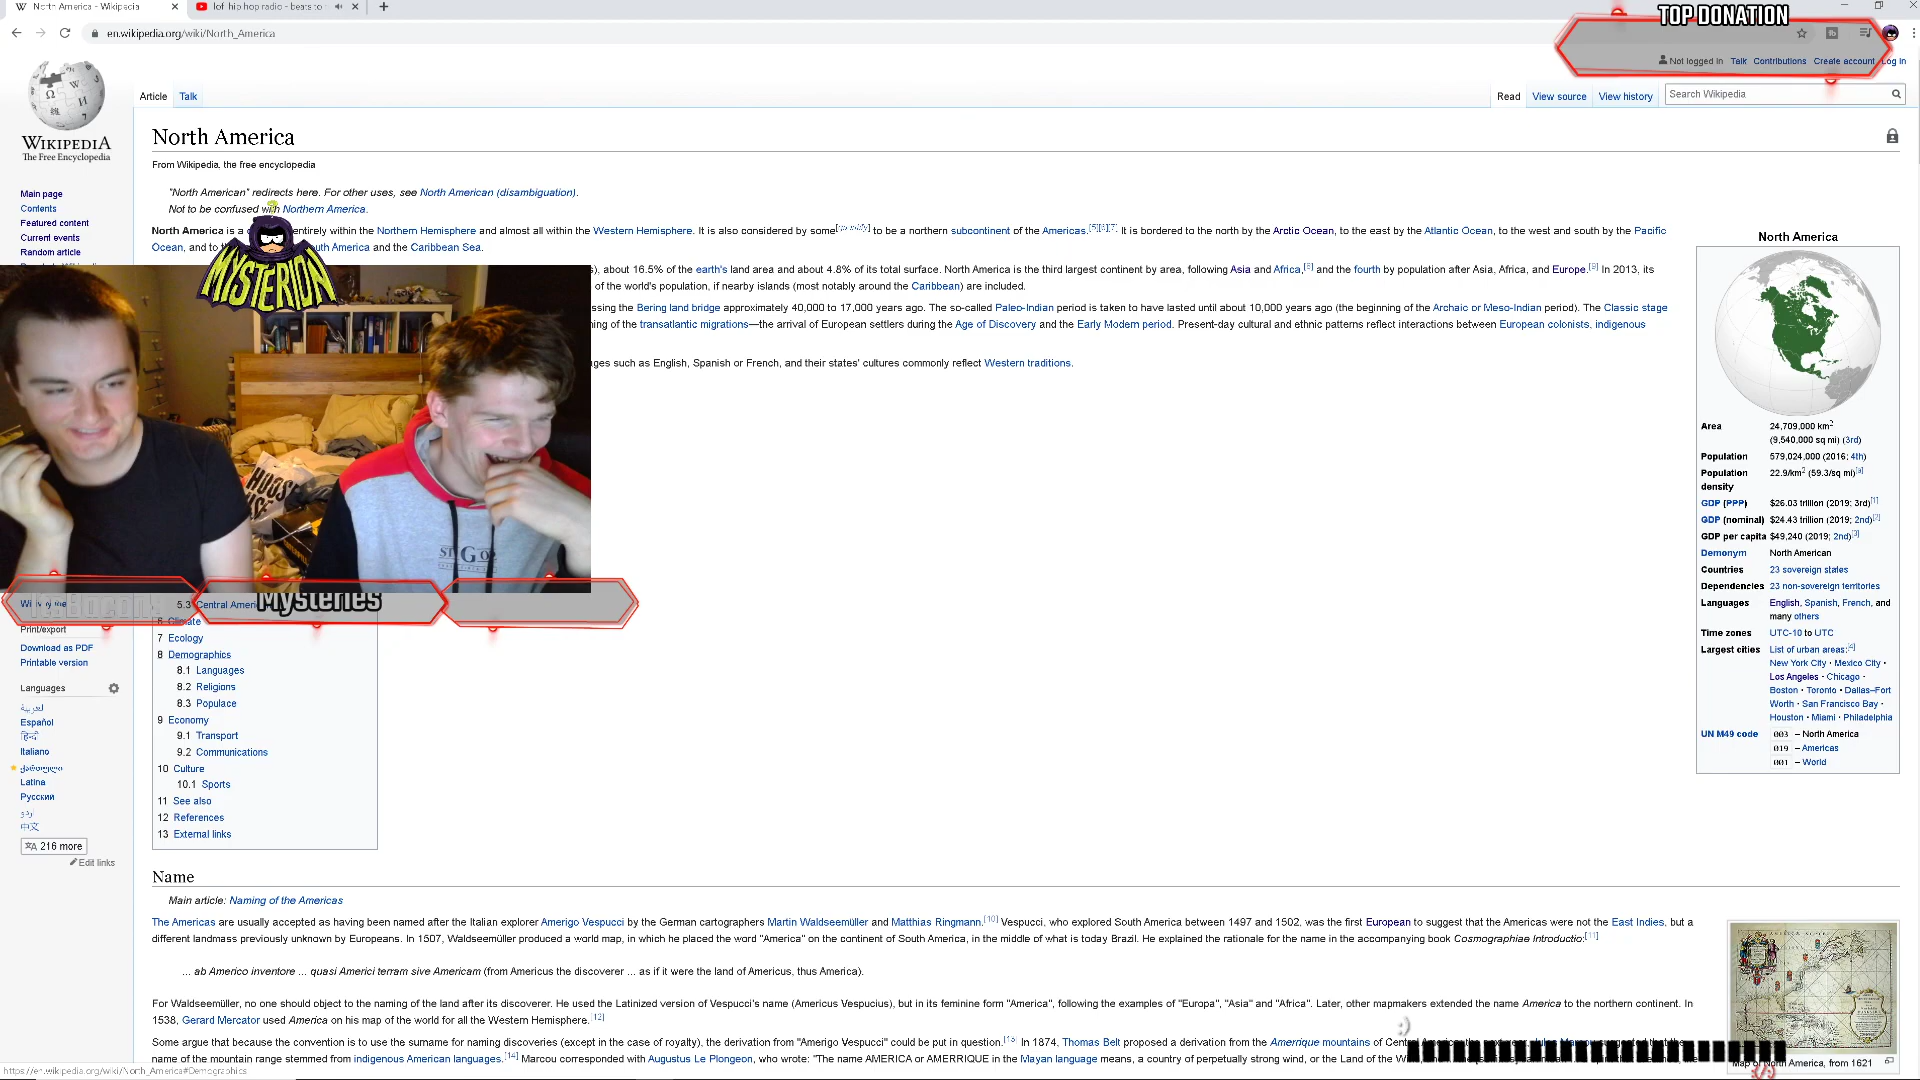 North America - Wikipedia
lofi hip hop radio - beats to
TOP DONATION
en.wikipedia.org/wiki/North_America
Not logged in Talk Contributions Create account Log in
Article Talk
Read View source View history
Search Wikipedia
WIKIPEDIA
The Free Encyclopedia
North America
From Wikipedia, the free encyclopedia
"North American" redirects here. For other uses, see North American (disambiguation).
Not to be confused with Northern America.
Main page
Contents
Featured content
Current events
Random article
North America is a entirely within the Northern Hemisphere and almost all within the Western Hemisphere. It is also considered by some to be a northern subcontinent of the Americas.[5][6][7] It is bordered to the north by the Arctic Ocean, to the east by the Atlantic Ocean, to the west and south by the Pacific
Ocean, and to South America and the Caribbean Sea.
MYSTERION
about 16.5% of the earth's land area and about 4.8% of its total surface. North America is the third largest continent by area, following Asia and Africa,[8] and the fourth by population after Asia, Africa, and Europe.[9] In 2013, its
of the world's population, if nearby islands (most notably around the Caribbean) are included.
ssing the Bering land bridge approximately 40,000 to 17,000 years ago. The so-called Paleo-Indian period is taken to have lasted until about 10,000 years ago (the beginning of the Archaic or Meso-Indian period). The Classic stage
ing of the transatlantic migrations—the arrival of European settlers during the Age of Discovery and the Early Modern period. Present-day cultural and ethnic patterns reflect interactions between European colonists, indigenous
ages such as English, Spanish or French, and their states' cultures commonly reflect Western traditions.
North America
Area 24,709,000 km2
(9,540,000 sq mi) (3rd)
Population 579,024,000 (2016; 4th)
Population density 22.9/km2 (59.3/sq mi)[3]
GDP (PPP) $26.03 trillion (2019; 3rd)[1]
GDP (nominal) $24.43 trillion (2019; 2nd)[2]
GDP per capita $49,240 (2019; 2nd)[3]
Demonym North American
Countries 23 sovereign states
Dependencies 23 non-sovereign territories
Languages English, Spanish, French, and
many others
Time zones UTC-10 to UTC
Largest cities List of urban areas:[4]
New York City · Mexico City ·
Los Angeles · Chicago ·
Boston · Toronto · Dallas–Fort
Worth · San Francisco Bay ·
Houston · Miami · Philadelphia
UN M49 code 003 – North America
019 – Americas
001 – World
Mysteries
Print/export
Download as PDF
Printable version
Languages
العربية
Español
हिन्दी
Italiano
ქართული
Latina
Русский
اردو
中文
216 more
Edit links
5.3 Central Ameri
6 Climate
7 Ecology
8 Demographics
8.1 Languages
8.2 Religions
8.3 Populace
9 Economy
9.1 Transport
9.2 Communications
10 Culture
10.1 Sports
11 See also
12 References
13 External links
Name
Main article: Naming of the Americas
The Americas are usually accepted as having been named after the Italian explorer Amerigo Vespucci by the German cartographers Martin Waldseemüller and Matthias Ringmann.[10] Vespucci, who explored South America between 1497 and 1502, was the first European to suggest that the Americas were not the East Indies, but a
different landmass previously unknown by Europeans. In 1507, Waldseemüller produced a world map, in which he placed the word "America" on the continent of South America, in the middle of what is today Brazil. He explained the rationale for the name in the accompanying book Cosmographiae Introductio:[11]
... ab Americo inventore ... quasi Americi terram sive Americam (from Americus the discoverer ... as if it were the land of Americus, thus America).
For Waldseemüller, no one should object to the naming of the land after its discoverer. He used the Latinized version of Vespucci's name (Americus Vespucius), but in its feminine form "America", following the examples of "Europa", "Asia" and "Africa". Later, other mapmakers extended the name America to the northern continent. In
1538, Gerard Mercator used America on his map of the world for all the Western Hemisphere.[12]
Some argue that because the convention is to use the surname for naming discoveries (except in the case of royalty), the derivation from "Amerigo Vespucci" could be put in question.[13] In 1874, Thomas Belt proposed a derivation from the Amerrique mountains of Central
name of the mountain range stemmed from indigenous American languages.[14] Marcou corresponded with Augustus Le Plongeon, who wrote: "The name AMERICA or AMERRIQUE in the Mayan language means, a country of perpetually strong wind, or the Land of the
:)
Map of North America, from 1621
https://en.wikipedia.org/wiki/North_America#Demographics